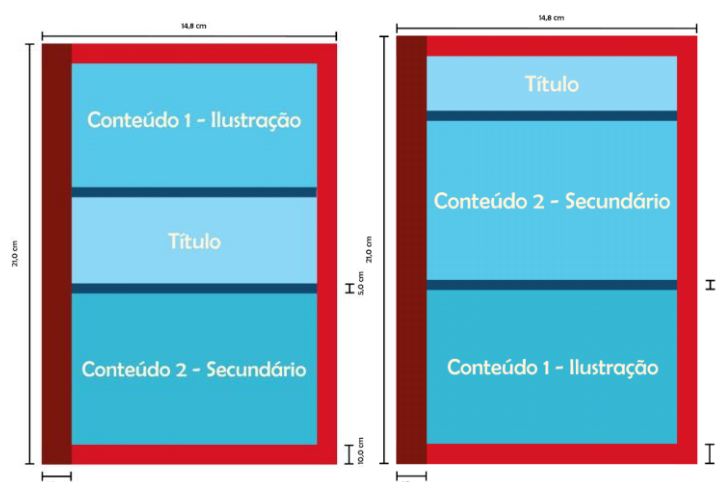 14,8 cm
Conteúdo 1 - Ilustração
Título
Conteúdo 2 - Secundário
21,0 cm
5,0 cm
10,0 cm
14,8 cm
Título
Conteúdo 2 - Secundário
Conteúdo 1 - Ilustração
21,0 cm